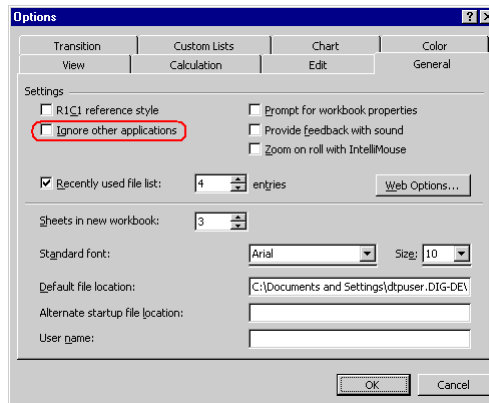 Options
Transition Custom Lists Chart Color
View Calculation Edit General
Settings
R1C1 reference style Prompt for workbook properties
Ignore other applications Provide feedback with sound
Zoom on roll with IntelliMouse
Recently used file list: 4 entries Web Options...
Sheets in new workbook: 3
Standard font: Arial Size: 10
Default file location: C:\Documents and Settings\dtpuser.DIG-DE\
Alternate startup file location:
User name:
OK Cancel